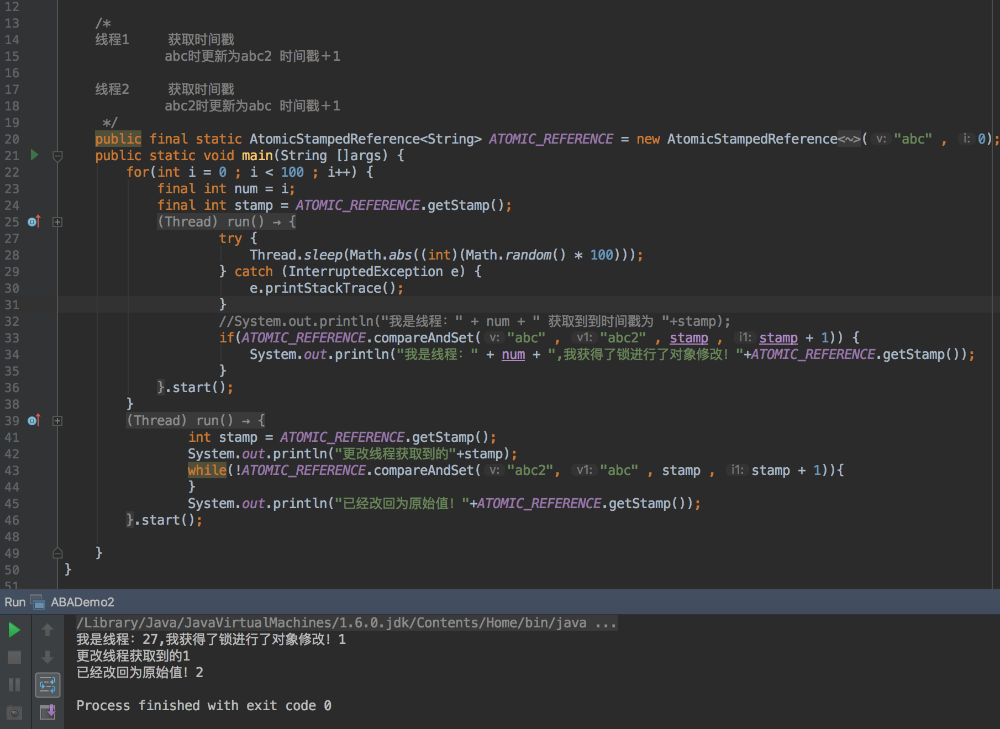 12
13 /*
14 线程1 获取时间戳
15 abc时更新为abc2 时间戳+1
16
17 线程2 获取时间戳
18 abc2时更新为abc 时间戳+1
19 */
20 public final static AtomicStampedReference<String> ATOMIC_REFERENCE = new AtomicStampedReference<~>( v: "abc" , i: 0);
21 public static void main(String []args) {
22 for(int i = 0 ; i < 100 ; i++) {
23 final int num = i;
24 final int stamp = ATOMIC_REFERENCE.getStamp();
25 (Thread) run() → {
27 try {
28 Thread.sleep(Math.abs((int)(Math.random() * 100)));
29 } catch (InterruptedException e) {
30 e.printStackTrace();
31 }
32 //System.out.println("我是线程：" + num + " 获取到到时间戳为 "+stamp);
33 if(ATOMIC_REFERENCE.compareAndSet( v: "abc" , v1: "abc2" , stamp , i1: stamp + 1)) {
34 System.out.println("我是线程：" + num + ",我获得了锁进行了对象修改！"+ATOMIC_REFERENCE.getStamp());
35 }
36 }.start();
38 }
39 (Thread) run() → {
41 int stamp = ATOMIC_REFERENCE.getStamp();
42 System.out.println("更改线程获取到的"+stamp);
43 while(!ATOMIC_REFERENCE.compareAndSet( v: "abc2", v1: "abc" , stamp , i1: stamp + 1)){
44 }
45 System.out.println("已经改回为原始值！"+ATOMIC_REFERENCE.getStamp());
46 }.start();
48
49 }
50 }
51
Run ABADemo2
/Library/Java/JavaVirtualMachines/1.6.0.jdk/Contents/Home/bin/java ...
我是线程：27,我获得了锁进行了对象修改！1
更改线程获取到的1
已经改回为原始值！2
Process finished with exit code 0